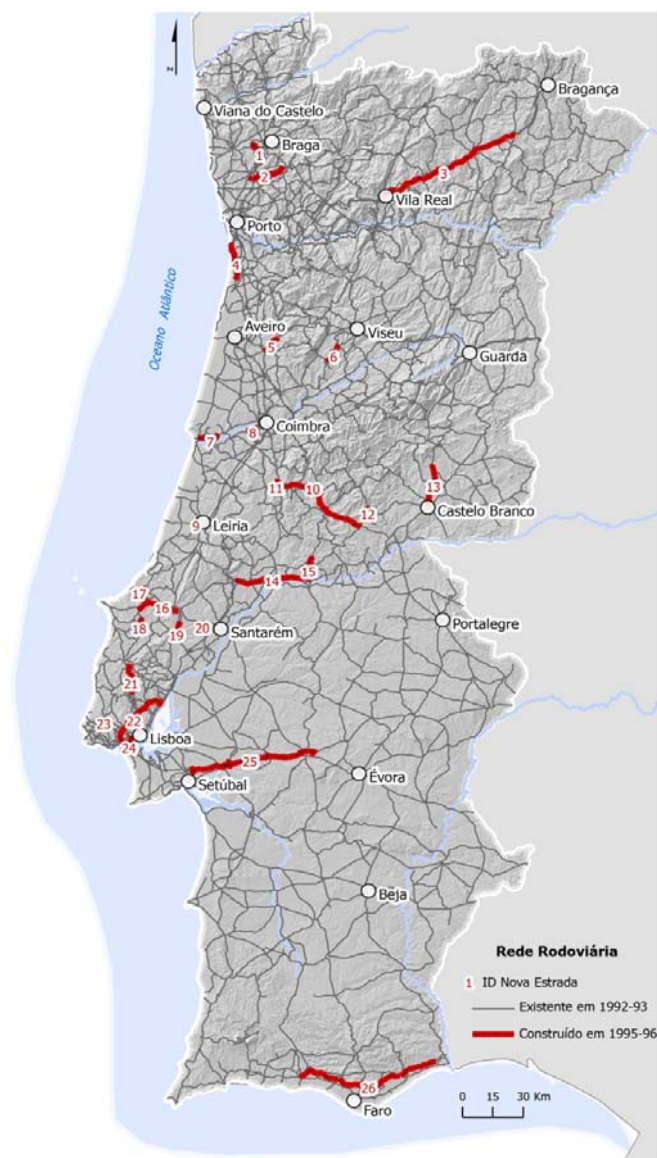 N
Bragança
Viana do Castelo
Braga
1
2
3
Vila Real
Porto
4
Oceano Atlântico
Aveiro
Viseu
5
6
Guarda
Coimbra
7
8
11
10
13
12
Castelo Branco
9
Leiria
14
15
17
16
18
19
20
Santarém
Portalegre
21
22
23
Lisboa
24
25
Setúbal
Évora
Beja
Rede Rodoviária
1 ID Nova Estrada
Existente em 1992-93
Construído em 1995-96
26
Faro
0 15 30 Km